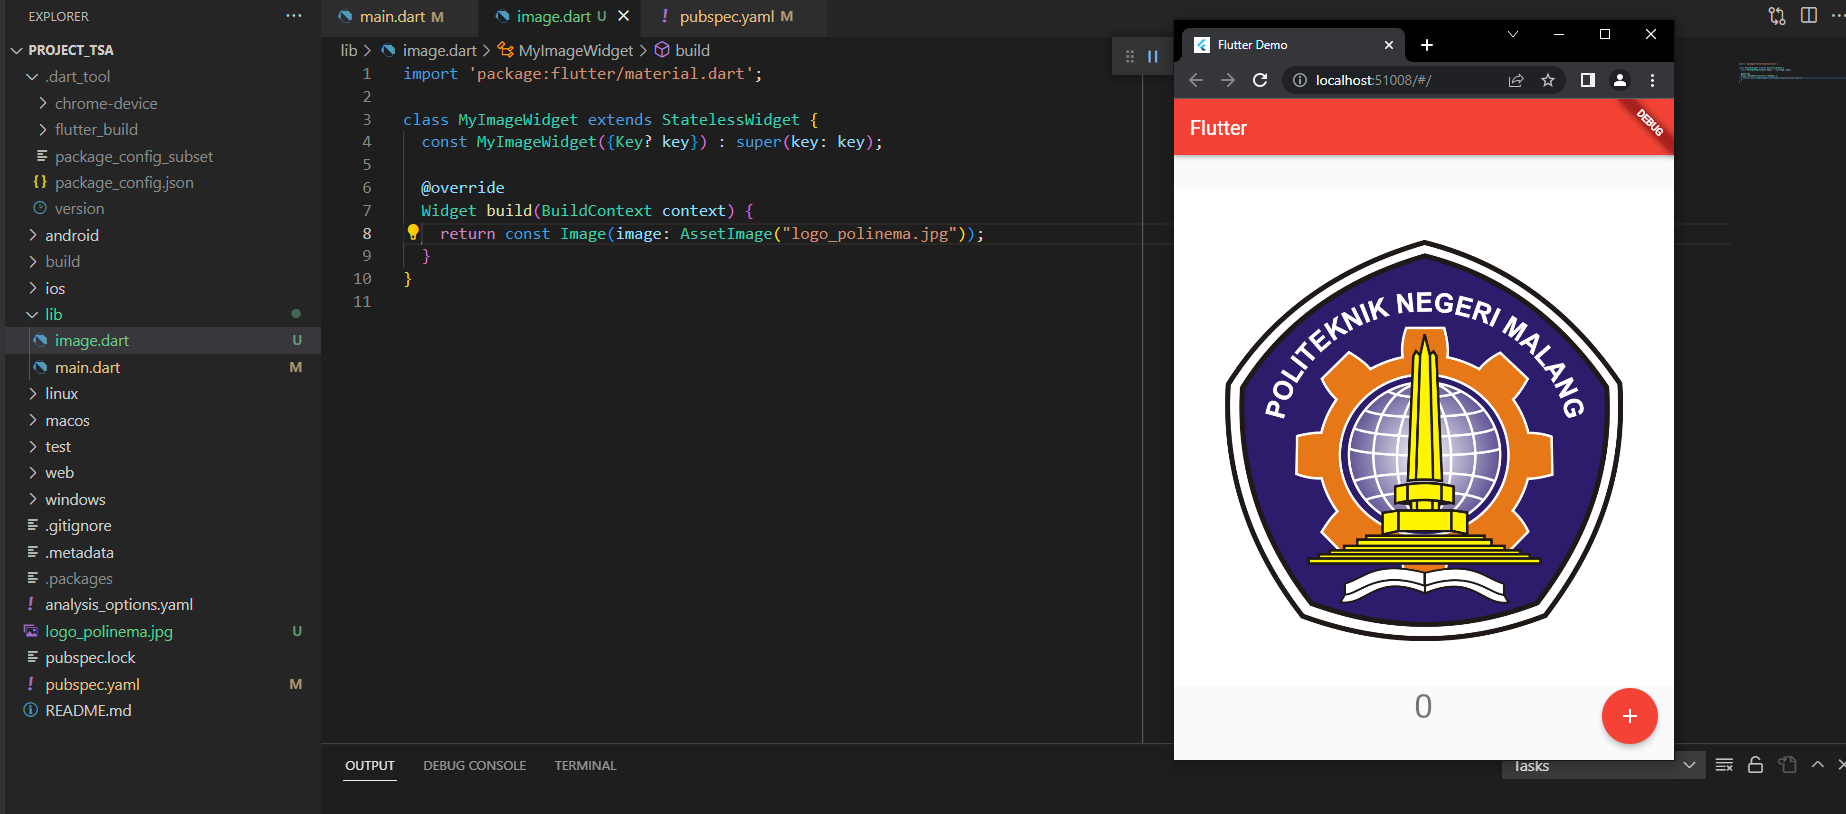 EXPLORER
PROJECT_TSA
.dart_tool
chrome-device
flutter_build
package_config_subset
package_config.json
version
android
build
ios
lib
image.dart U
main.dart M
linux
macos
test
web
windows
.gitignore
.metadata
.packages
analysis_options.yaml
logo_polinema.jpg U
pubspec.lock
pubspec.yaml M
README.md
main.dart M
image.dart U
pubspec.yaml M
lib > image.dart > MyImageWidget > build
1 import 'package:flutter/material.dart';
2
3 class MyImageWidget extends StatelessWidget {
4 const MyImageWidget({Key? key}) : super(key: key);
5
6 @override
7 Widget build(BuildContext context) {
8 return const Image(image: AssetImage("logo_polinema.jpg"));
9 }
10 }
11
OUTPUT DEBUG CONSOLE TERMINAL
Tasks
Flutter Demo
localhost:51008/#/
Flutter
DEBUG
POLITEKNIK NEGERI MALANG
0